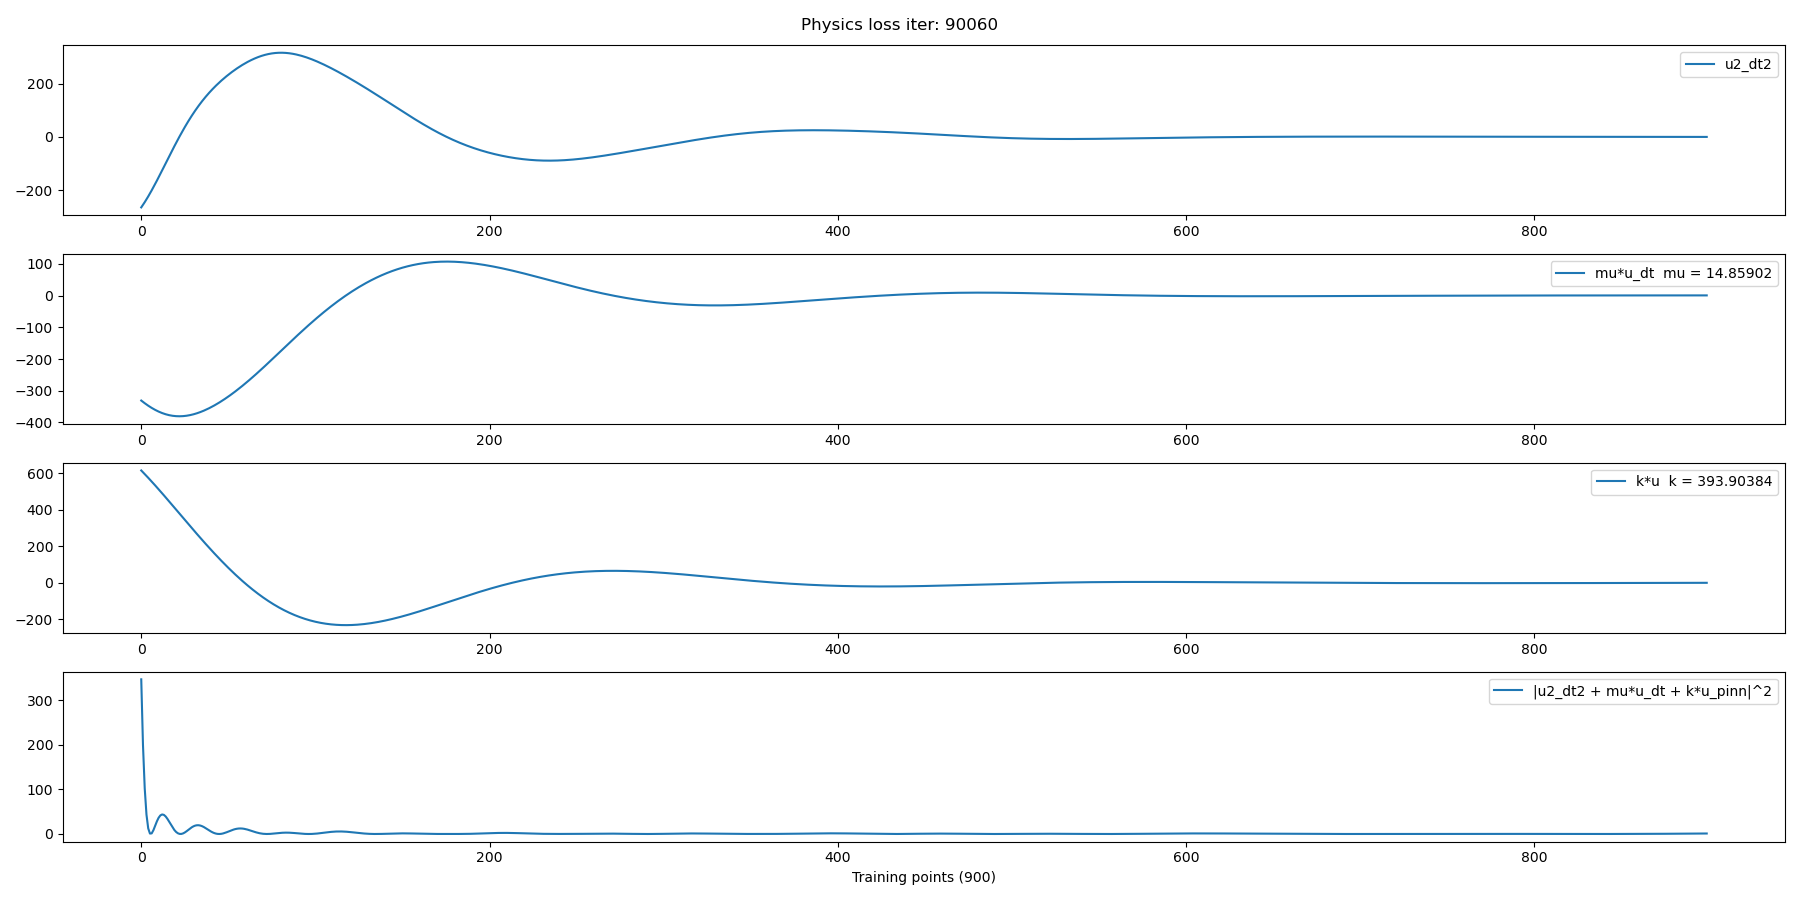 Physics loss iter: 90060
u2_dt2
200
0
−200
0 200 400 600 800
mu*u_dt  mu = 14.85902
100
0
−100
−200
−300
−400
0 200 400 600 800
k*u  k = 393.90384
600
400
200
0
−200
0 200 400 600 800
|u2_dt2 + mu*u_dt + k*u_pinn|^2
300
200
100
0
0 200 400 600 800
Training points (900)